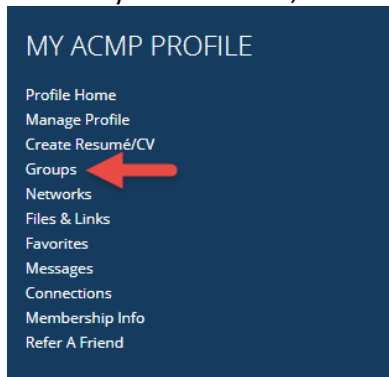 MY ACMP PROFILE
Profile Home
Manage Profile
Create Resumé/CV
Groups
Networks
Files & Links
Favorites
Messages
Connections
Membership Info
Refer A Friend